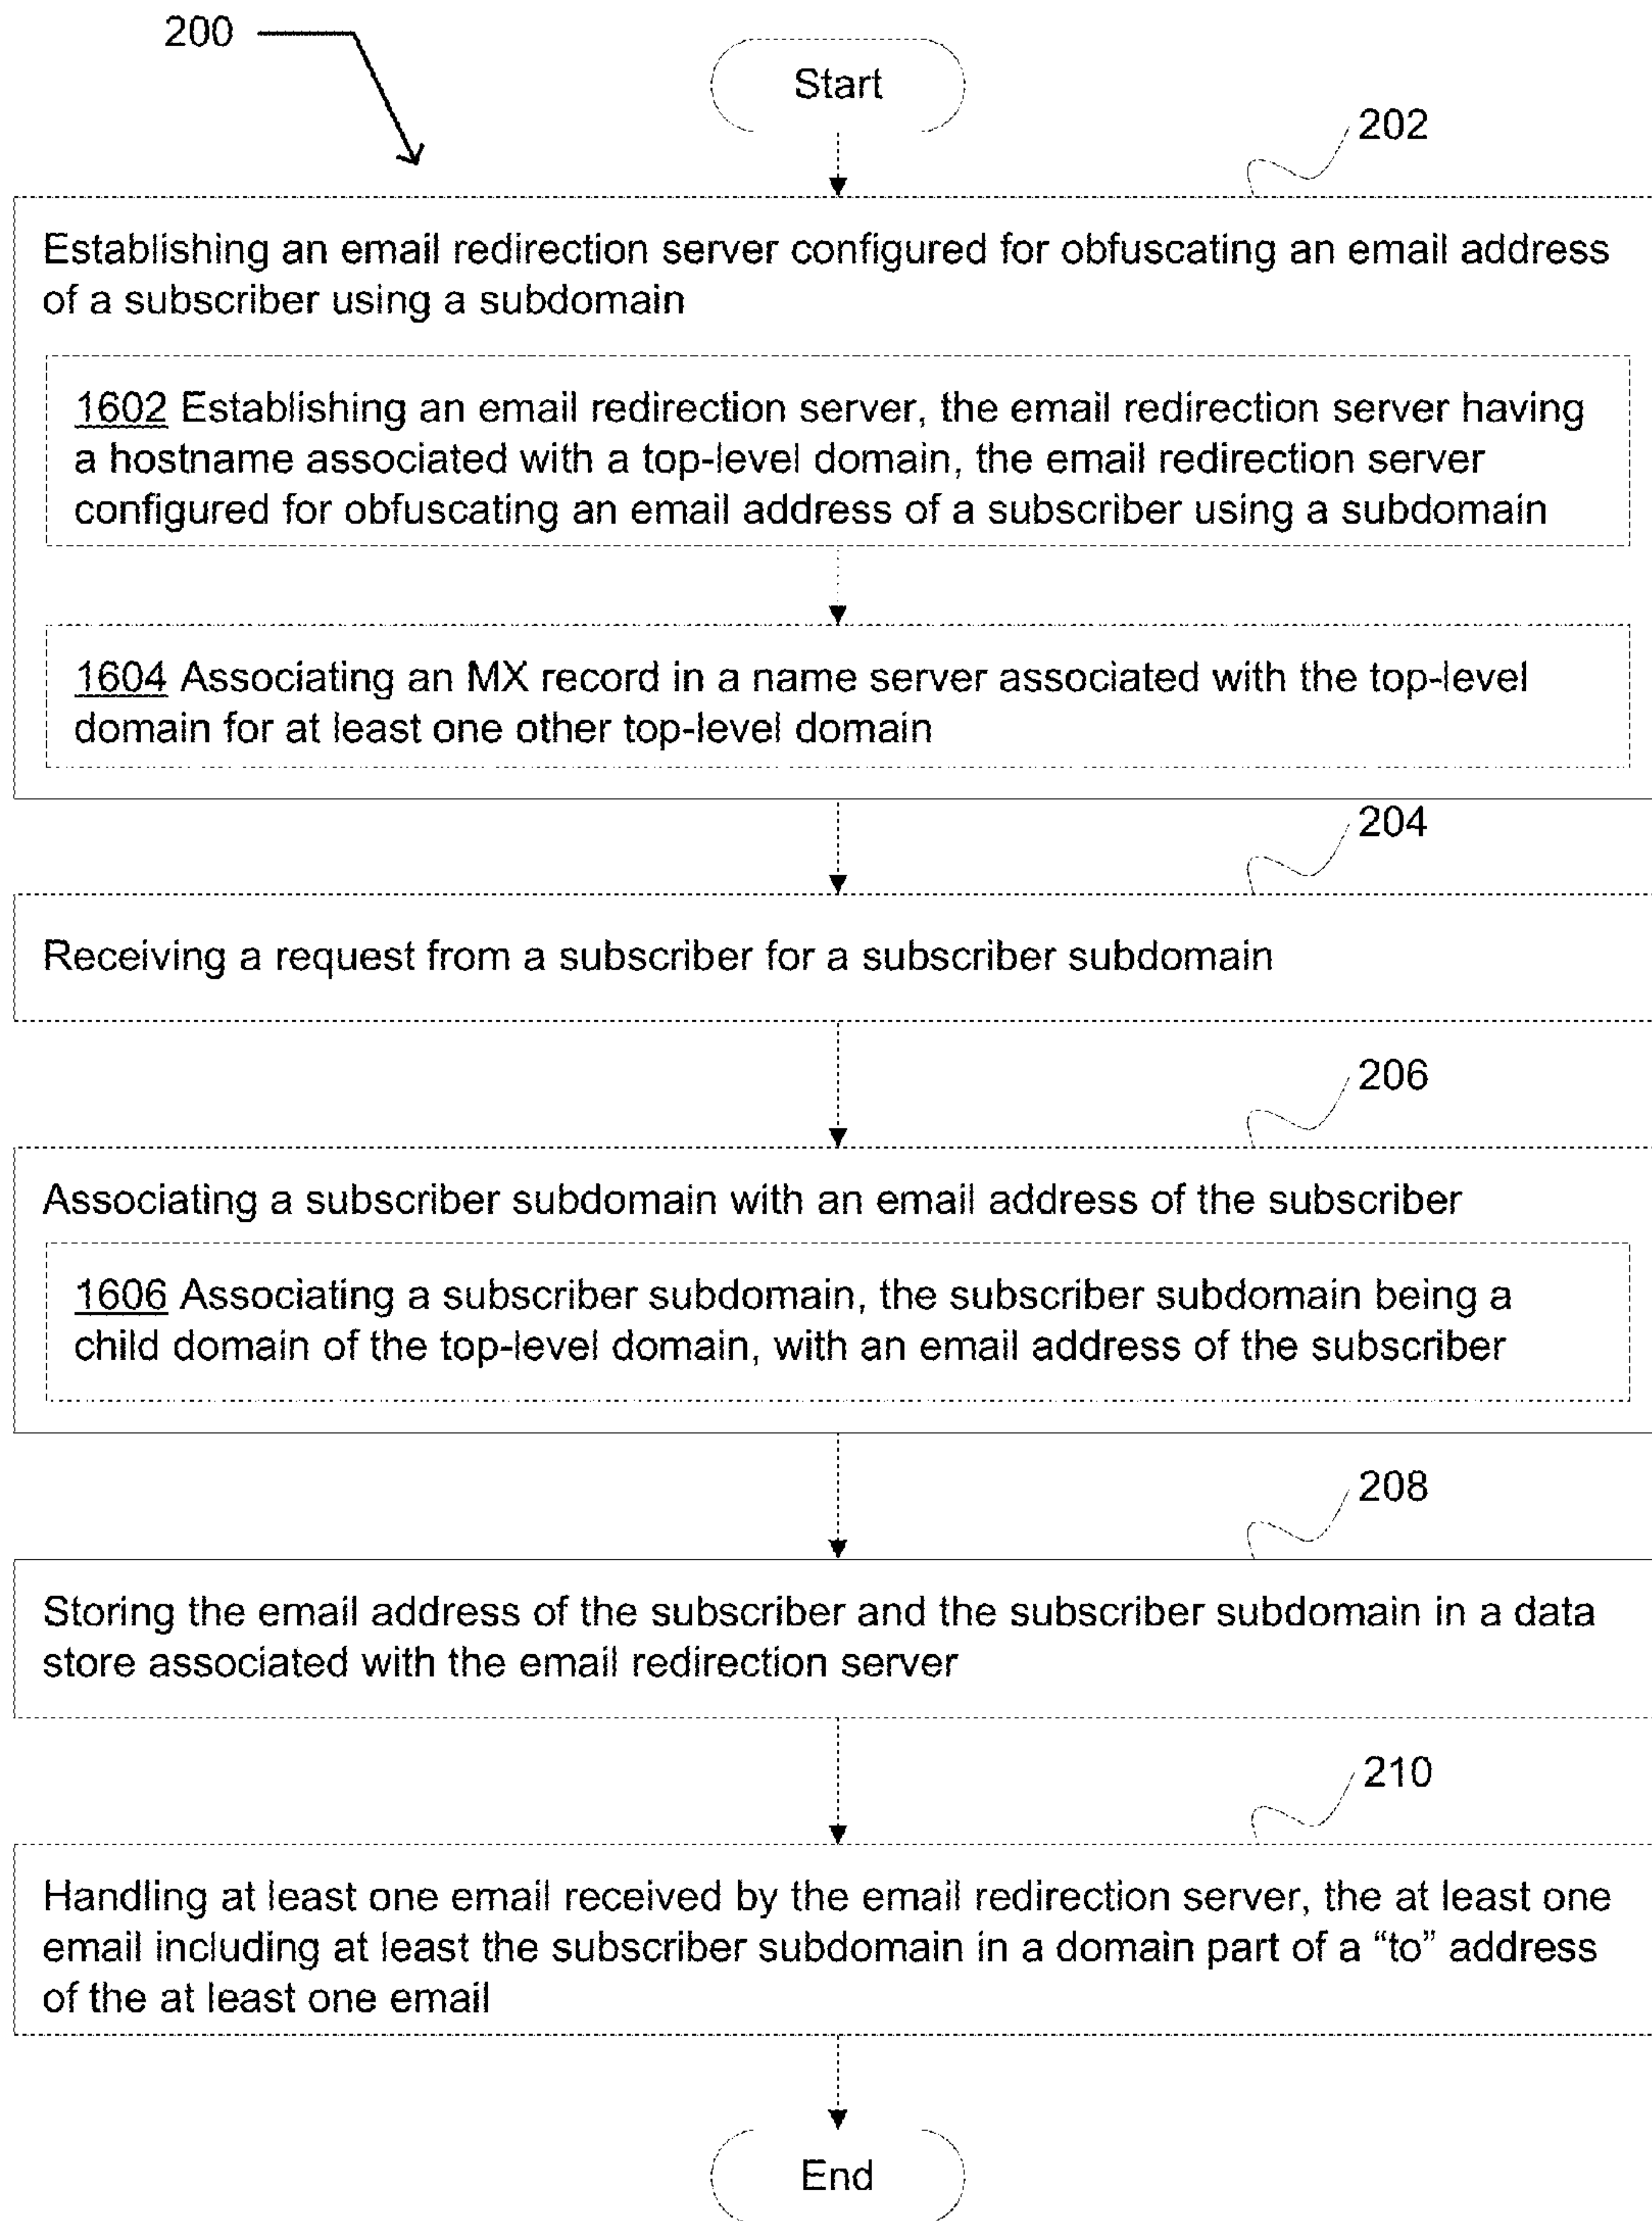 200
Start
202
Establishing an email redirection server configured for obfuscating an email address
of a subscriber using a subdomain
1602 Establishing an email redirection server, the email redirection server having
a hostname associated with a top-level domain, the email redirection server
configured for obfuscating an email address of a subscriber using a subdomain
1604 Associating an MX record in a name server associated with the top-level
domain for at least one other top-level domain
204
Receiving a request from a subscriber for a subscriber subdomain
206
Associating a subscriber subdomain with an email address of the subscriber
1606 Associating a subscriber subdomain, the subscriber subdomain being a
child domain of the top-level domain, with an email address of the subscriber
208
Storing the email address of the subscriber and the subscriber subdomain in a data
store associated with the email redirection server
210
Handling at least one email received by the email redirection server, the at least one
email including at least the subscriber subdomain in a domain part of a “to” address
of the at least one email
End